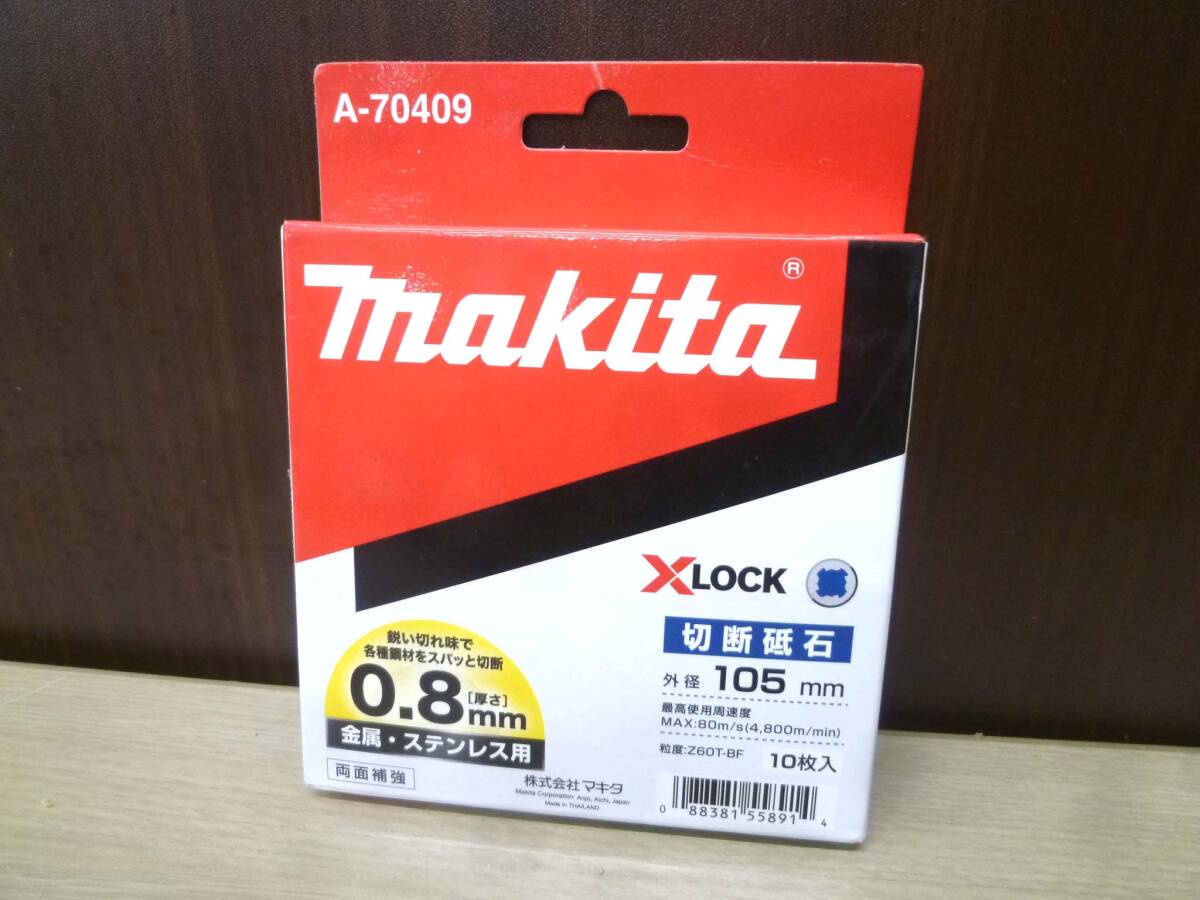 A-70409
makita®
X LOCK
切断砥石
外径 105 mm
最高使用周速度
MAX:80m/s(4,800m/min)
粒度:Z60T-BF 10枚入
鋭い切れ味で
各種鋼材をスパッと切断
0.8 [厚さ] mm
金属・ステンレス用
両面補強
株式会社マキタ
Makita Corporation Anjo, Aichi, Japan
Made in THAILAND
0 88381 55891 4